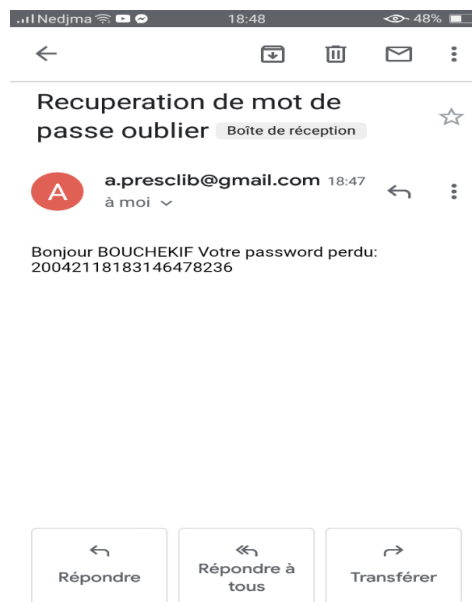 Nedjma 18:48 48%
Recuperation de mot de
passe oublier Boîte de réception
A a.presclib@gmail.com 18:47
à moi
Bonjour BOUCHEKIF Votre password perdu:
20042118183146478236
Répondre Répondre à tous Transférer